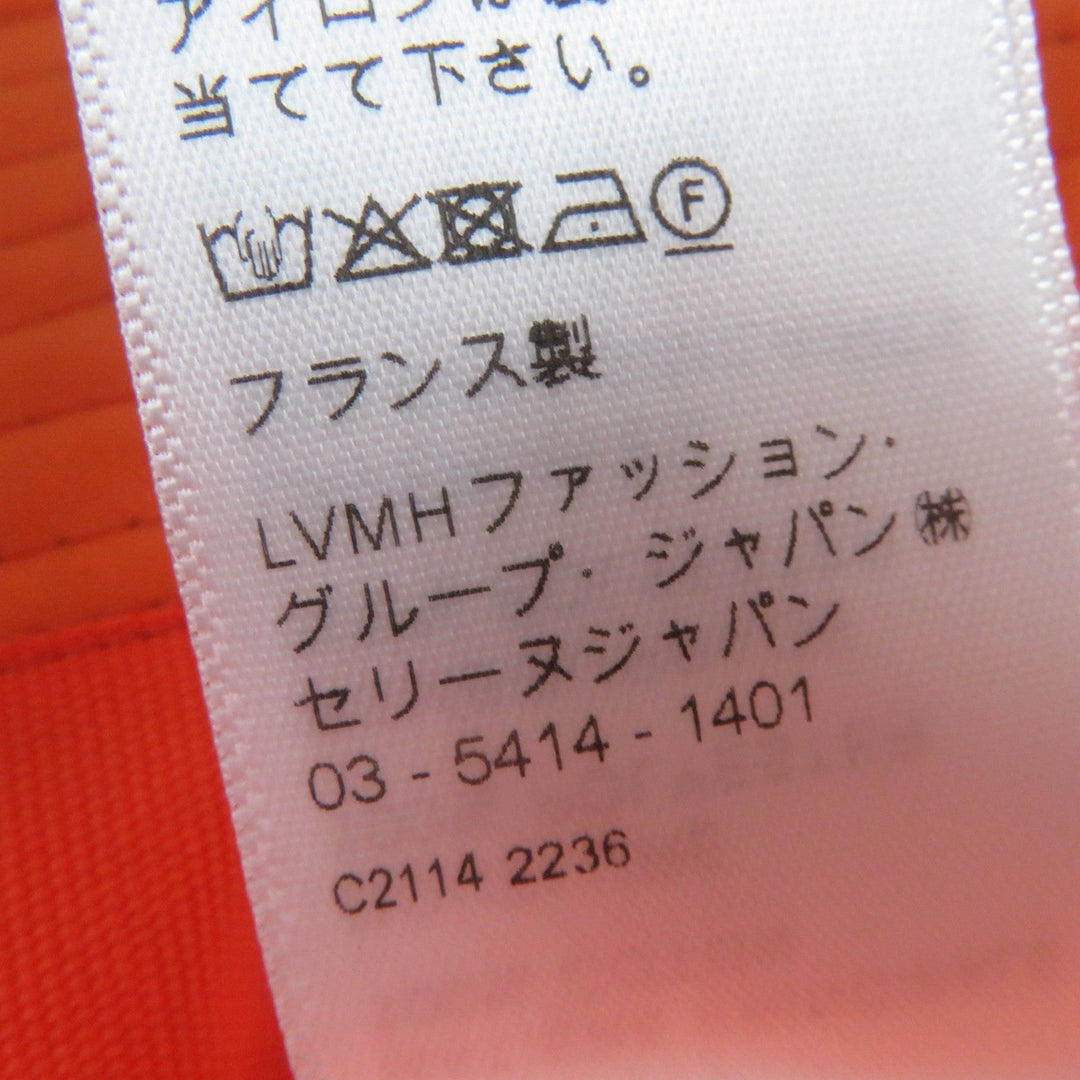 当てて下さい。
F
フランス製
LVMHファッション・
グループ・ジャパン㈱
セリーヌジャパン
03 - 5414 - 1401
C2114 2236